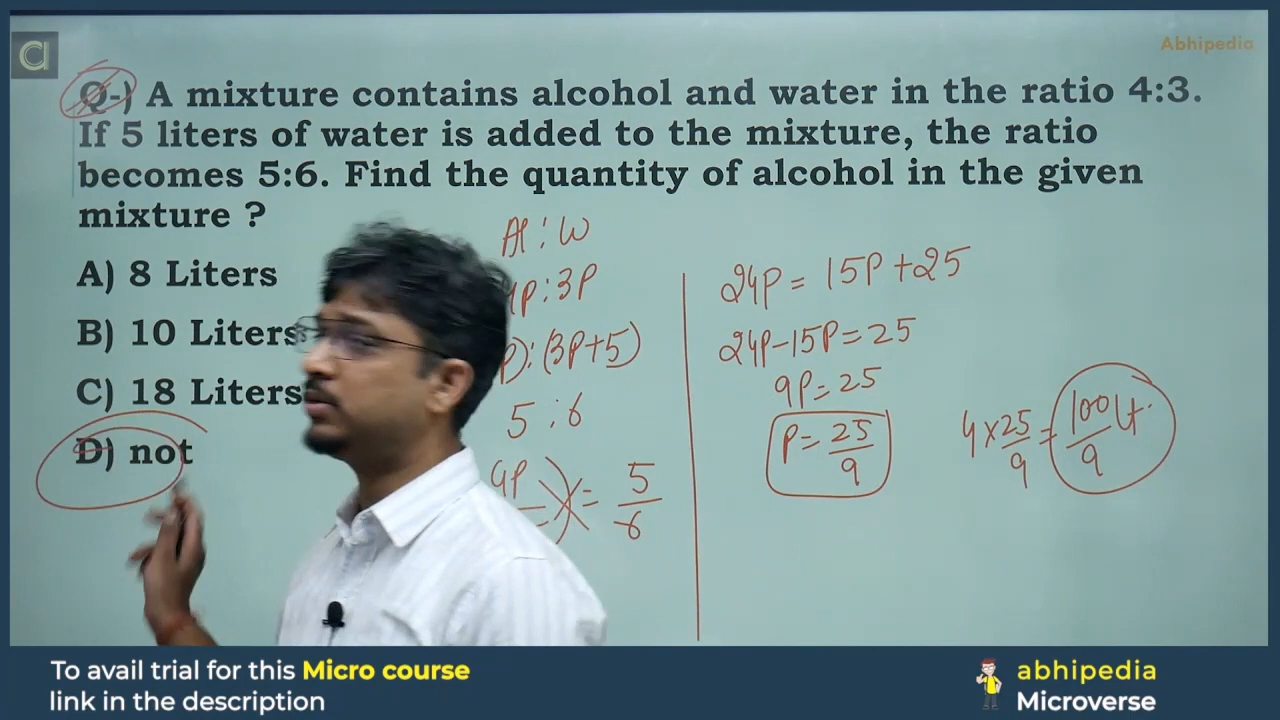 Abhipedia
Q-) A mixture contains alcohol and water in the ratio 4:3.
If 5 liters of water is added to the mixture, the ratio
becomes 5:6. Find the quantity of alcohol in the given
mixture ?
A) 8 Liters
B) 10 Liters
C) 18 Liters
D) not
Al : W
4P : 3P
P) : (3P+5)
5 : 6
4P = 5/6
24P = 15P + 25
24P - 15P = 25
9P = 25
P = 25/9
4 × 25/9 = 100/9 Lt.
To avail trial for this Micro course
link in the description
abhipedia
Microverse